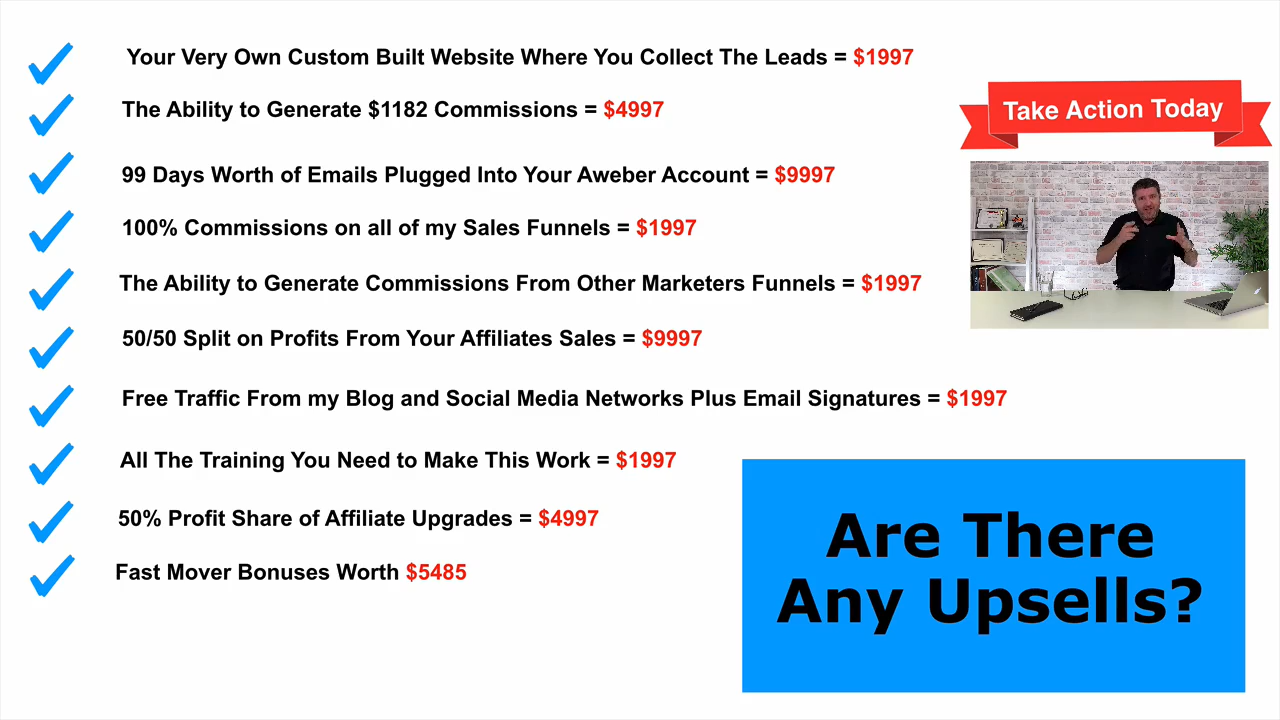 Your Very Own Custom Built Website Where You Collect The Leads = $1997
The Ability to Generate $1182 Commissions = $4997
Take Action Today
99 Days Worth of Emails Plugged Into Your Aweber Account = $9997
100% Commissions on all of my Sales Funnels = $1997
The Ability to Generate Commissions From Other Marketers Funnels = $1997
50/50 Split on Profits From Your Affiliates Sales = $9997
Free Traffic From my Blog and Social Media Networks Plus Email Signatures = $1997
All The Training You Need to Make This Work = $1997
50% Profit Share of Affiliate Upgrades = $4997
Fast Mover Bonuses Worth $5485
Are There
Any Upsells?